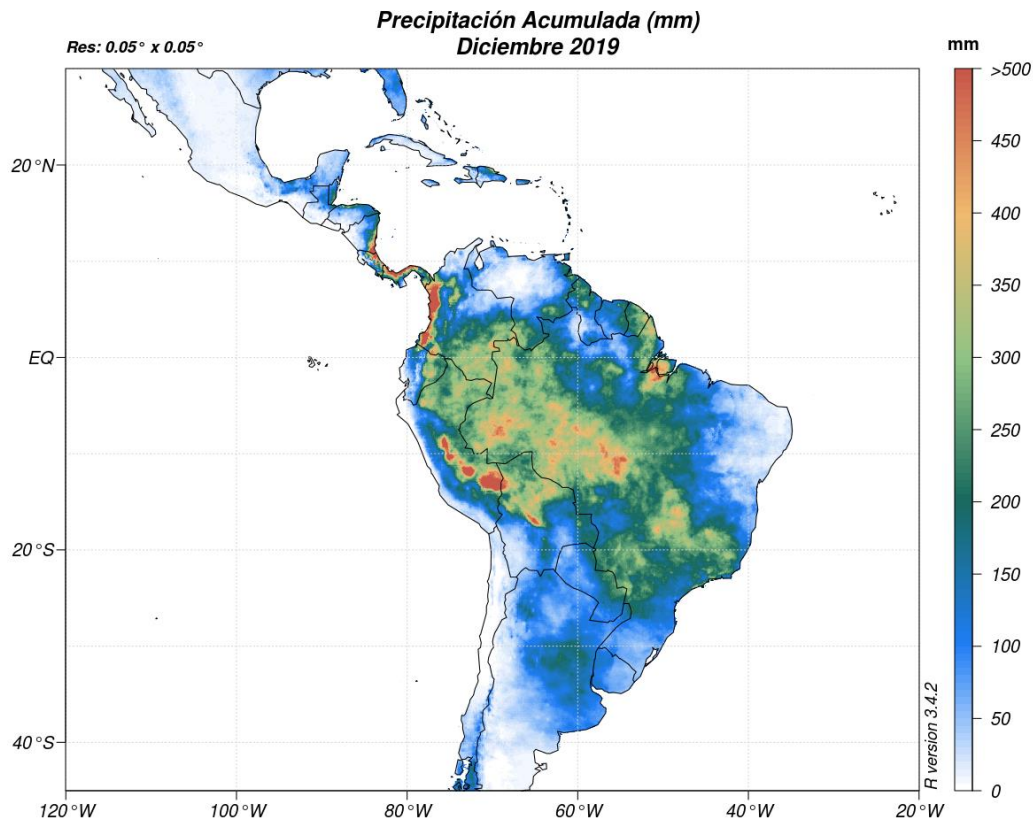 Precipitación Acumulada (mm)
Diciembre 2019
Res: 0.05° x 0.05°
mm
>500
450
400
350
300
250
200
150
100
50
0
20°N
EQ
20°S
40°S
120°W
100°W
80°W
60°W
40°W
20°W
R version 3.4.2